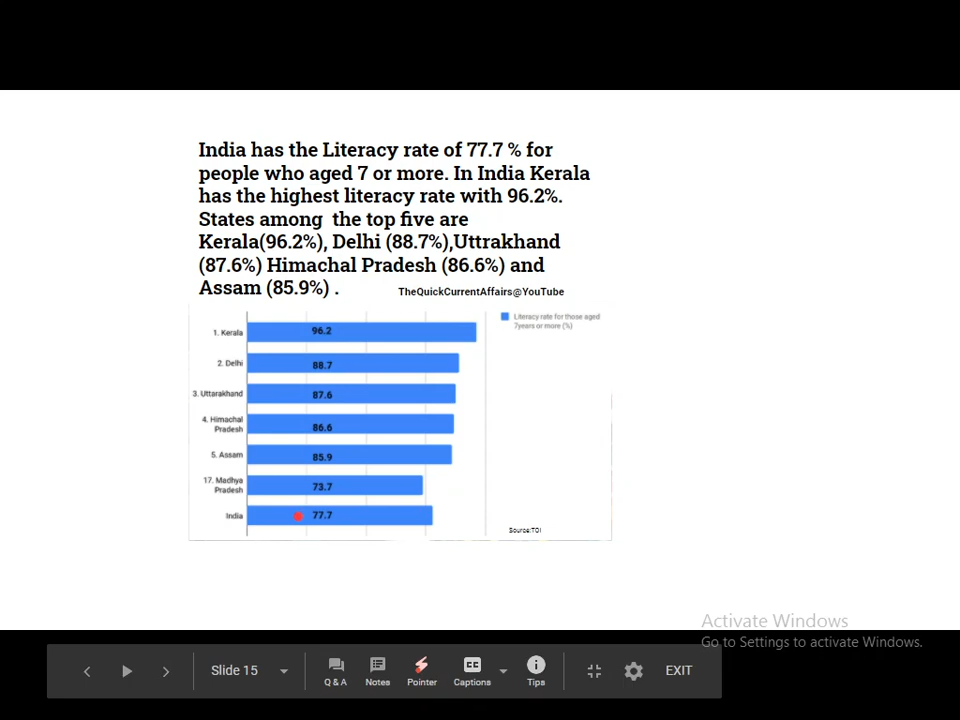 India has the Literacy rate of 77.7 % for
people who aged 7 or more. In India Kerala
has the highest literacy rate with 96.2%.
States among the top five are
Kerala(96.2%), Delhi (88.7%),Uttrakhand
(87.6%) Himachal Pradesh (86.6%) and
Assam (85.9%) .
TheQuickCurrentAffairs@YouTube
Literacy rate for those aged
7years or more (%)
1. Kerala 96.2
2. Delhi 88.7
3. Uttarakhand 87.6
4. Himachal
Pradesh 86.6
5. Assam 85.9
17. Madhya
Pradesh 73.7
India 77.7
Source:TOI
Activate Windows
Go to Settings to activate Windows.
Slide 15
Q & A
Notes
Pointer
CC
Captions
Tips
EXIT